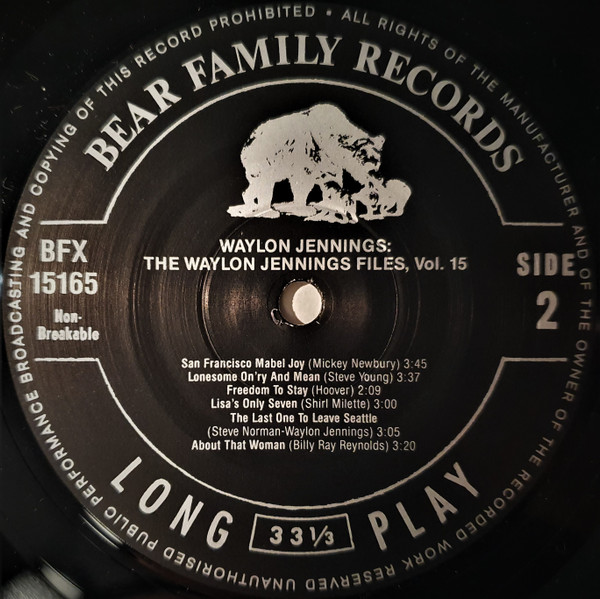 ALL RIGHTS OF THE MANUFACTURER AND OF THE OWNER OF THE RECORDED WORK RESERVED UNAUTHORISED PUBLIC PERFORMANCE BROADCASTING AND COPYING OF THIS RECORD PROHIBITED •
BEAR FAMILY RECORDS
WAYLON JENNINGS:
THE WAYLON JENNINGS FILES, Vol. 15
BFX
15165
Non-
Breakable
SIDE
2
San Francisco Mabel Joy (Mickey Newbury) 3:45
Lonesome On'ry And Mean (Steve Young) 3:37
Freedom To Stay (Hoover) 2:09
Lisa's Only Seven (Shirl Milette) 3:00
The Last One To Leave Seattle
(Steve Norman-Waylon Jennings) 3:05
About That Woman (Billy Ray Reynolds) 3:20
LONG PLAY
33⅓